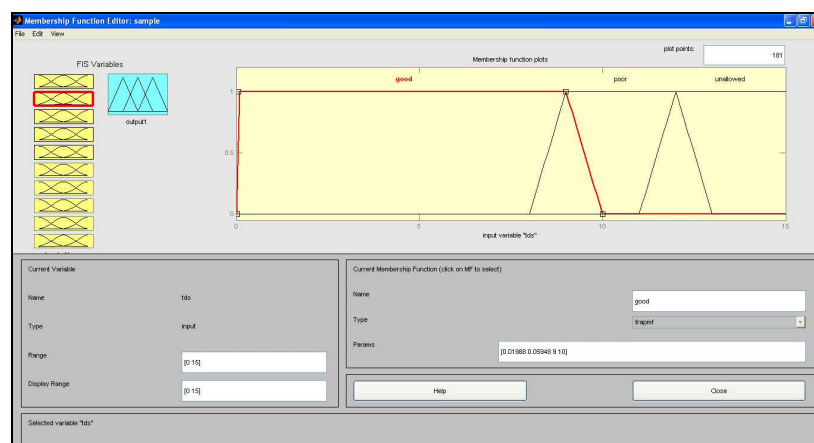 Membership Function Editor: sample
File Edit View
FIS Variables
output1
plot points: 181
Membership function plots
good poor unallowed
1
0.5
0
0 5 10 15
input variable "tds"
Current Variable
Name tds
Type input
Range [0 15]
Display Range [0 15]
Current Membership Function (click on MF to select)
Name good
Type trapmf
Params [0.01988 0.05948 9 10]
Help Close
Selected variable "tds"